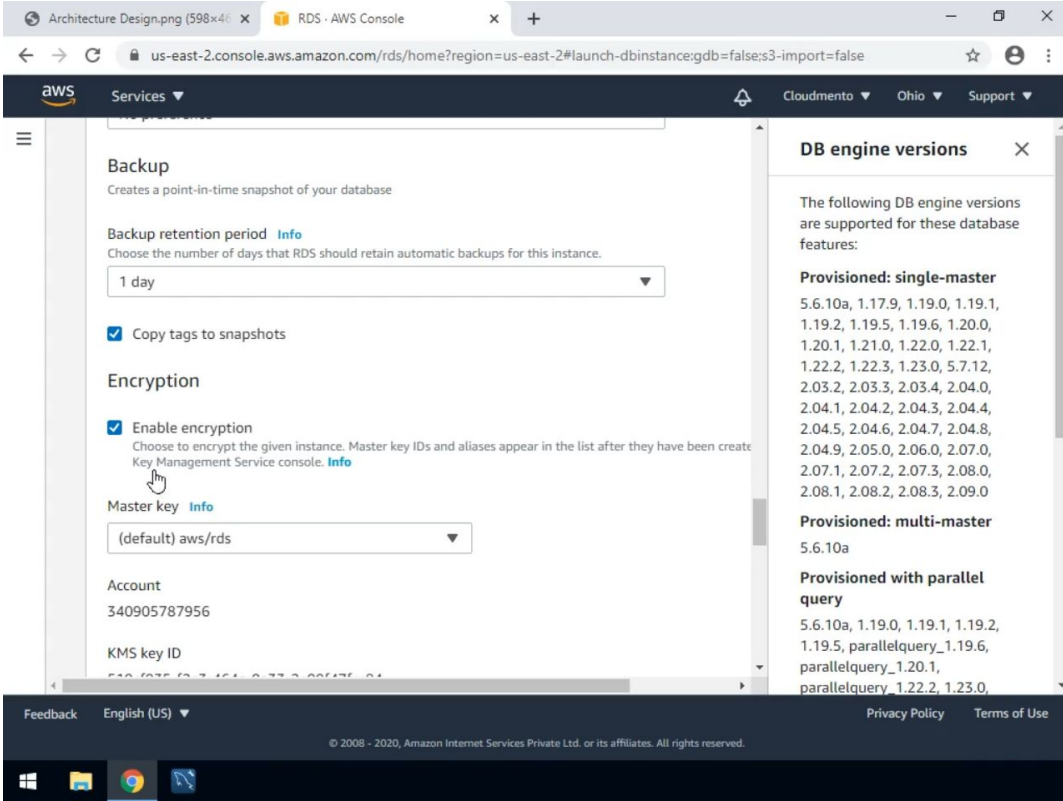 Architecture Design.png (598×46
RDS · AWS Console
us-east-2.console.aws.amazon.com/rds/home?region=us-east-2#launch-dbinstance:gdb=false;s3-import=false
aws
Services
Cloudmento
Ohio
Support
No preference
Backup
Creates a point-in-time snapshot of your database
Backup retention period Info
Choose the number of days that RDS should retain automatic backups for this instance.
1 day
Copy tags to snapshots
Encryption
Enable encryption
Choose to encrypt the given instance. Master key IDs and aliases appear in the list after they have been create
Key Management Service console. Info
Master key Info
(default) aws/rds
Account
340905787956
KMS key ID
DB engine versions
The following DB engine versions
are supported for these database
features:
Provisioned: single-master
5.6.10a, 1.17.9, 1.19.0, 1.19.1,
1.19.2, 1.19.5, 1.19.6, 1.20.0,
1.20.1, 1.21.0, 1.22.0, 1.22.1,
1.22.2, 1.22.3, 1.23.0, 5.7.12,
2.03.2, 2.03.3, 2.03.4, 2.04.0,
2.04.1, 2.04.2, 2.04.3, 2.04.4,
2.04.5, 2.04.6, 2.04.7, 2.04.8,
2.04.9, 2.05.0, 2.06.0, 2.07.0,
2.07.1, 2.07.2, 2.07.3, 2.08.0,
2.08.1, 2.08.2, 2.08.3, 2.09.0
Provisioned: multi-master
5.6.10a
Provisioned with parallel
query
5.6.10a, 1.19.0, 1.19.1, 1.19.2,
1.19.5, parallelquery_1.19.6,
parallelquery_1.20.1,
parallelquery_1.22.2, 1.23.0,
Feedback
English (US)
Privacy Policy
Terms of Use
© 2008 - 2020, Amazon Internet Services Private Ltd. or its affiliates. All rights reserved.